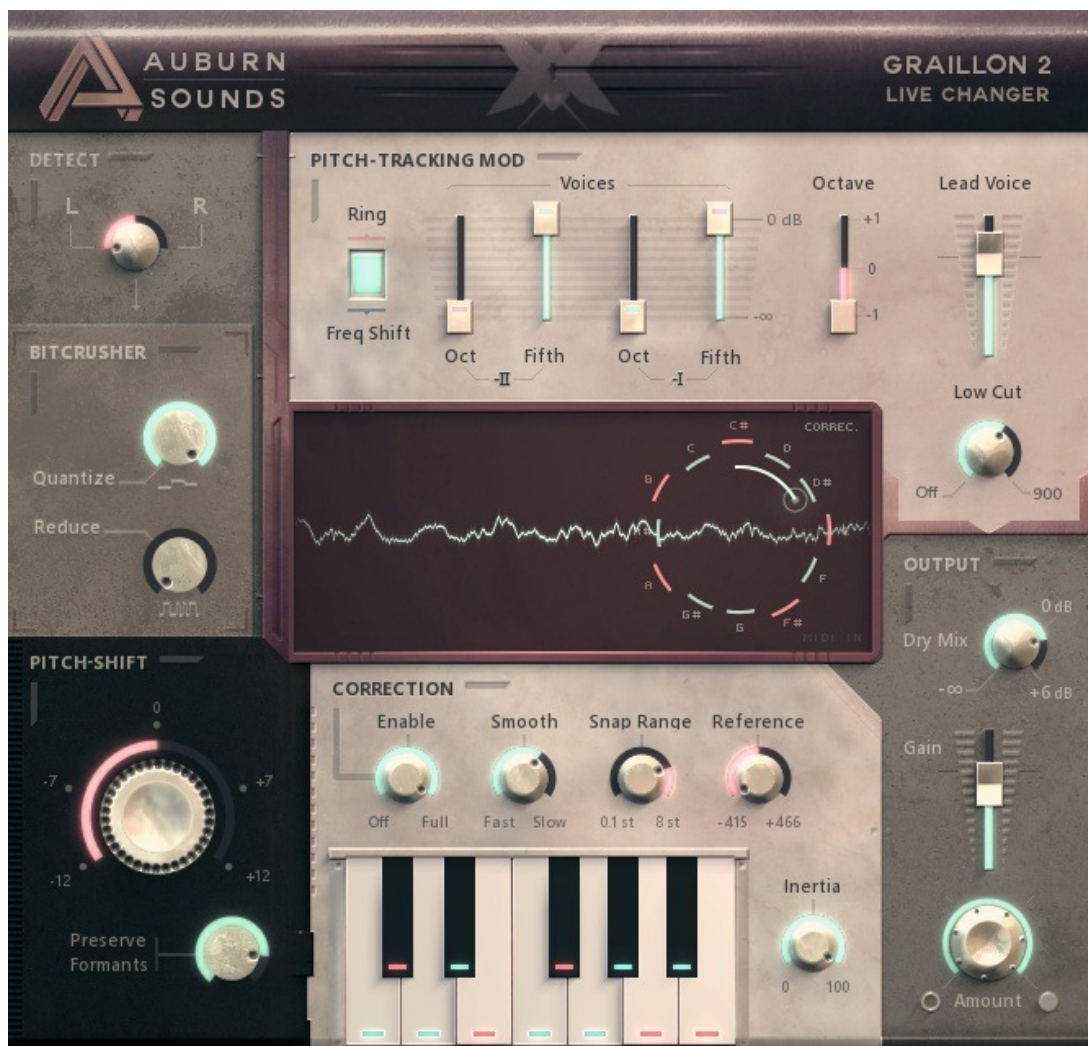 AUBURN
SOUNDS
GRAILLON 2
LIVE CHANGER
DETECT
L
R
PITCH-TRACKING MOD
Ring
Freq Shift
Voices
0 dB
-∞
Oct
Fifth
Oct
Fifth
-II
-I
Octave
+1
0
-1
Lead Voice
Low Cut
Off
900
BITCRUSHER
Quantize
Reduce
CORREC.
C#
D
D#
F
F#
G
G#
A
B
C
MIDI IN
PITCH-SHIFT
0
-7
+7
-12
+12
Preserve
Formants
CORRECTION
Enable
Off
Full
Smooth
Fast
Slow
Snap Range
0.1 st
8 st
Reference
-415
+466
Inertia
0
100
OUTPUT
Dry Mix
0 dB
-∞
+6 dB
Gain
Amount